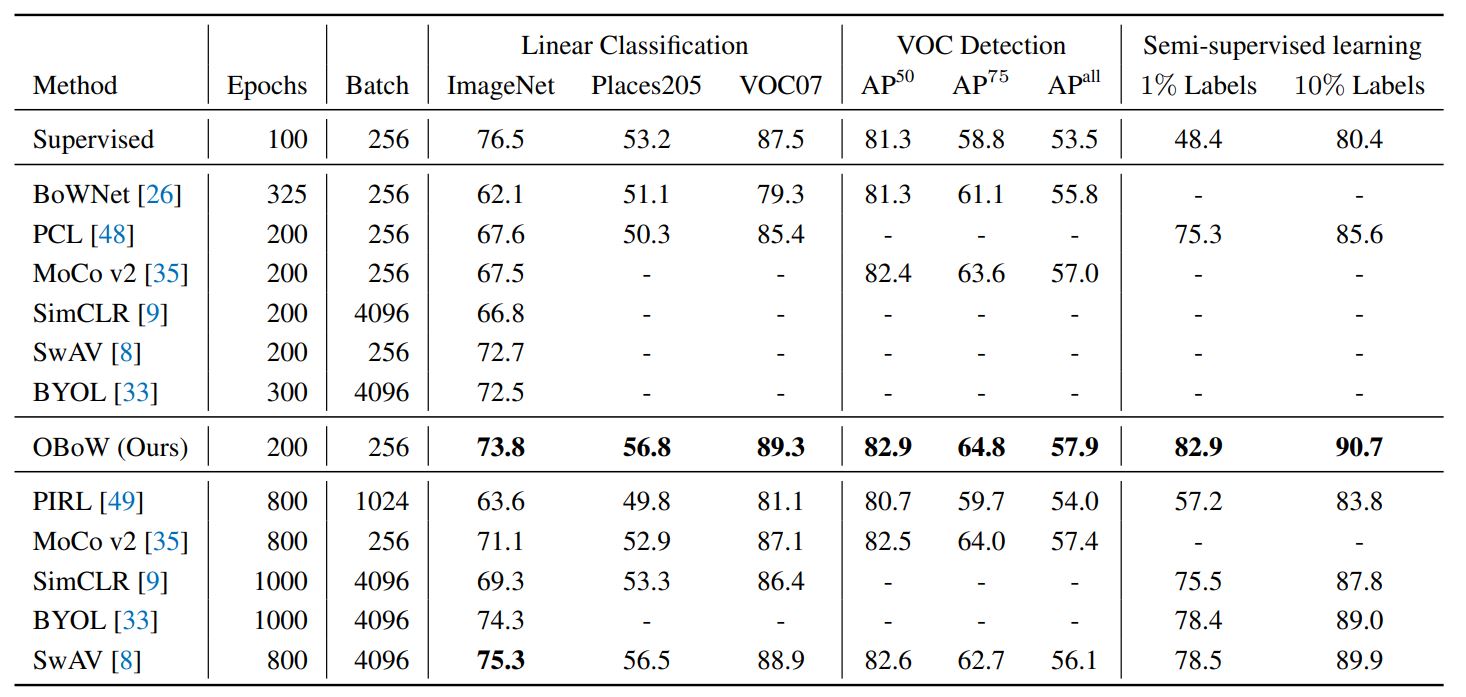 Linear Classification VOC Detection Semi-supervised learning
Method Epochs Batch ImageNet Places205 VOC07 AP50 AP75 APall 1% Labels 10% Labels
Supervised 100 256 76.5 53.2 87.5 81.3 58.8 53.5 48.4 80.4
BoWNet [26] 325 256 62.1 51.1 79.3 81.3 61.1 55.8 - -
PCL [48] 200 256 67.6 50.3 85.4 - - - 75.3 85.6
MoCo v2 [35] 200 256 67.5 - - 82.4 63.6 57.0 - -
SimCLR [9] 200 4096 66.8 - - - - - - -
SwAV [8] 200 256 72.7 - - - - - - -
BYOL [33] 300 4096 72.5 - - - - - - -
OBoW (Ours) 200 256 73.8 56.8 89.3 82.9 64.8 57.9 82.9 90.7
PIRL [49] 800 1024 63.6 49.8 81.1 80.7 59.7 54.0 57.2 83.8
MoCo v2 [35] 800 256 71.1 52.9 87.1 82.5 64.0 57.4 - -
SimCLR [9] 1000 4096 69.3 53.3 86.4 - - - 75.5 87.8
BYOL [33] 1000 4096 74.3 - - - - - 78.4 89.0
SwAV [8] 800 4096 75.3 56.5 88.9 82.6 62.7 56.1 78.5 89.9